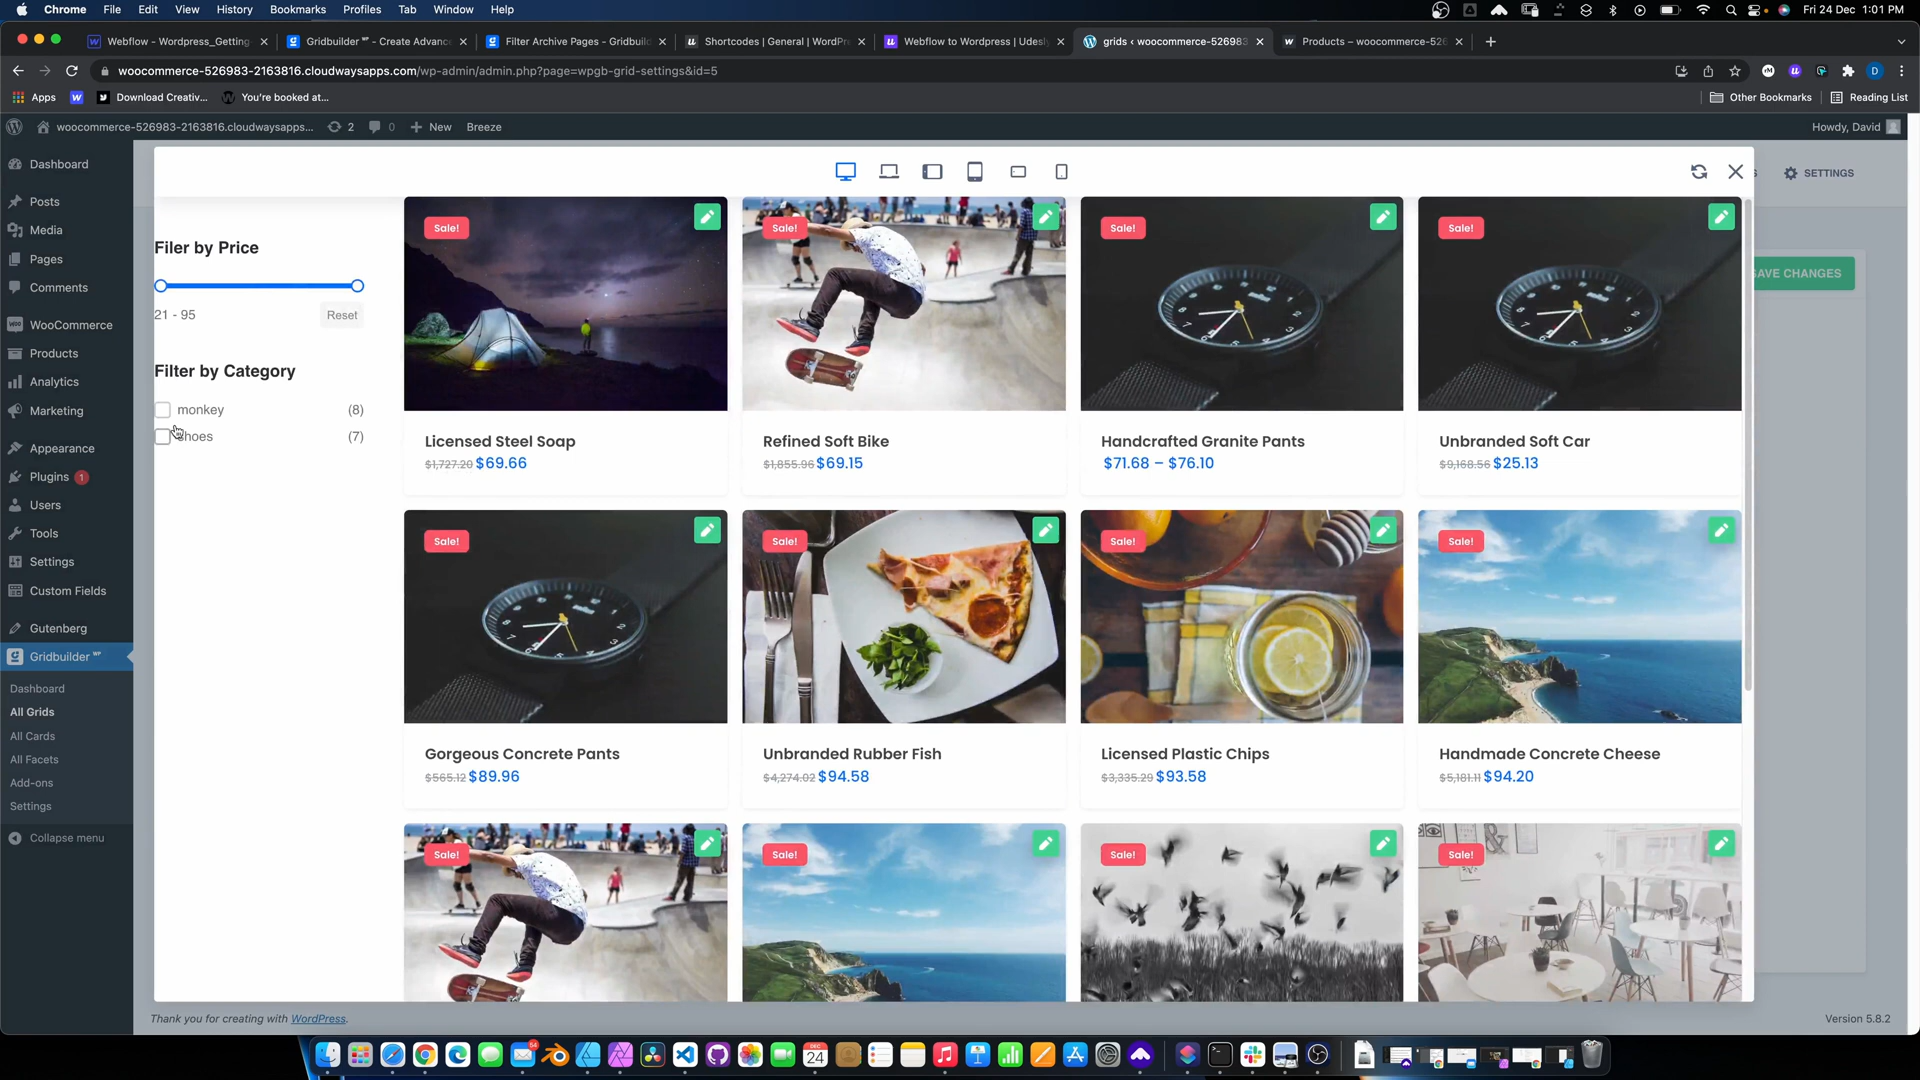 Chrome File Edit View History Bookmarks Profiles Tab Window Help Fri 24 Dec 1:01 PM
Webflow - Wordpress_Getting Gridbuilder ᵂᴾ - Create Advanc Filter Archive Pages - Gridbuild Shortcodes | General | WordPr Webflow to Wordpress | Udesly grids ‹ woocommerce-526983 Products – woocommerce-526
woocommerce-526983-2163816.cloudwaysapps.com/wp-admin/admin.php?page=wpgb-grid-settings&id=5
Apps Download Creativ... You're booked at... Other Bookmarks Reading List
woocommerce-526983-2163816.cloudwaysapps... 2 0 New Breeze Howdy, David
Dashboard
Posts
Media
Pages
Comments
WooCommerce
Products
Analytics
Marketing
Appearance
Plugins 1
Users
Tools
Settings
Custom Fields
Gutenberg
Gridbuilder ᵂᴾ
Dashboard
All Grids
All Cards
All Facets
Add-ons
Settings
Collapse menu
S SETTINGS
SAVE CHANGES
Filer by Price
21 - 95 Reset
Filter by Category
monkey (8)
shoes (7)
Sale! Sale! Sale! Sale!
Licensed Steel Soap Refined Soft Bike Handcrafted Granite Pants Unbranded Soft Car
$1,727.20 $69.66 $1,855.96 $69.15 $71.68 – $76.10 $9,168.56 $25.13
Sale! Sale! Sale! Sale!
Gorgeous Concrete Pants Unbranded Rubber Fish Licensed Plastic Chips Handmade Concrete Cheese
$565.12 $89.96 $4,274.02 $94.58 $3,335.29 $93.58 $5,181.11 $94.20
Sale! Sale! Sale! Sale!
Thank you for creating with WordPress. Version 5.8.2
64
DEC
24